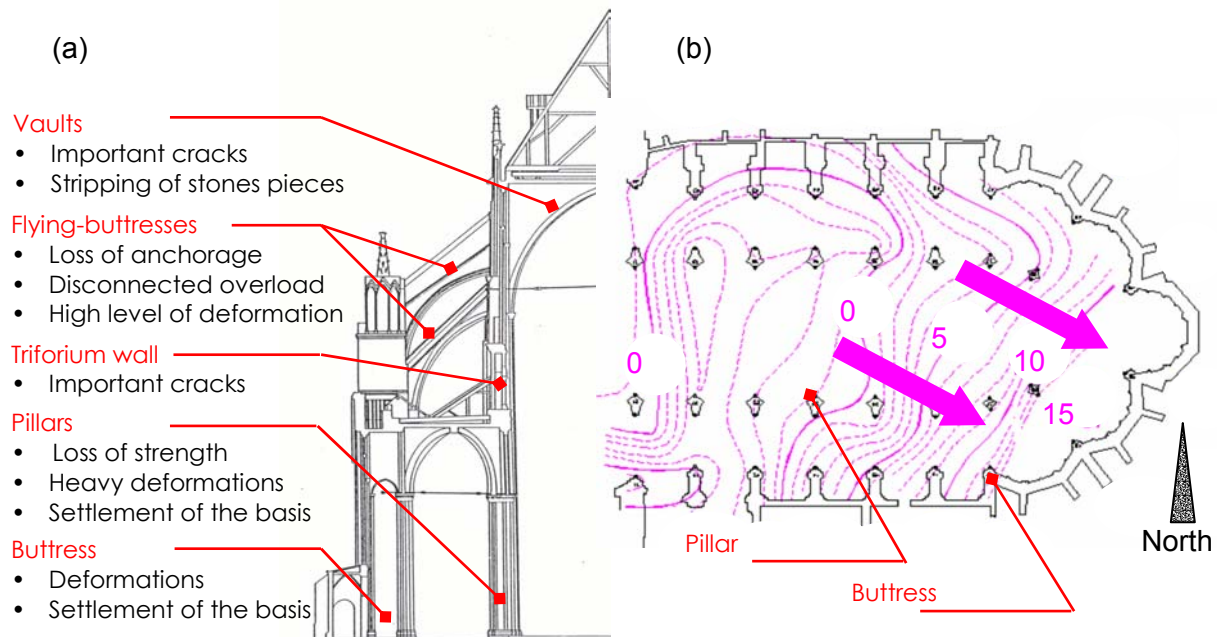 (a)
Vaults
• Important cracks
• Stripping of stones pieces
Flying-buttresses
• Loss of anchorage
• Disconnected overload
• High level of deformation
Triforium wall
• Important cracks
Pillars
• Loss of strength
• Heavy deformations
• Settlement of the basis
Buttress
• Deformations
• Settlement of the basis
(b)
0
0
5
10
15
Pillar
Buttress
North